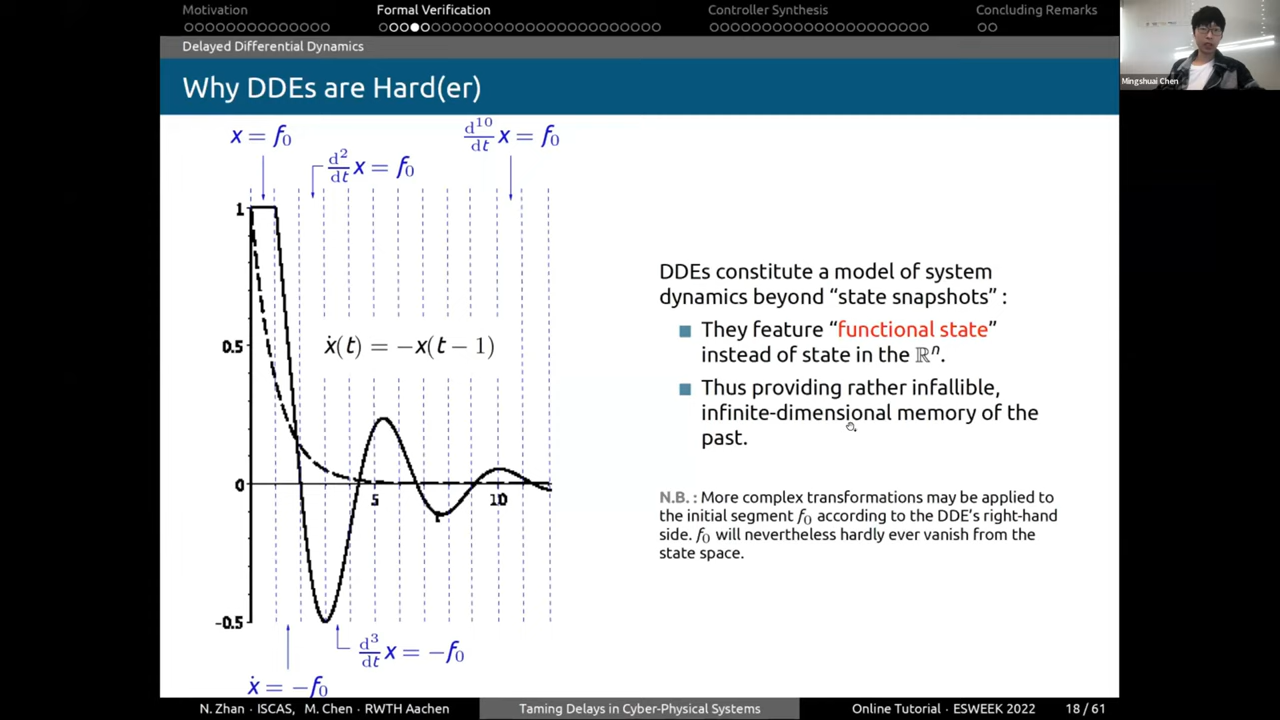 Motivation
Formal Verification
Controller Synthesis
Concluding Remarks
Delayed Differential Dynamics
Why DDEs are Hard(er)
Mingshuai Chen
x = f₀
d²/dt x = f₀
d¹⁰/dt x = f₀
1
0.5
0
-0.5
5
10
ẋ(t) = −x(t − 1)
d³/dt x = −f₀
ẋ = −f₀
DDEs constitute a model of system
dynamics beyond “state snapshots” :
They feature “functional state”
instead of state in the ℝⁿ.
Thus providing rather infallible,
infinite-dimensional memory of the
past.
N.B. : More complex transformations may be applied to
the initial segment f₀ according to the DDE’s right-hand
side. f₀ will nevertheless hardly ever vanish from the
state space.
N. Zhan · ISCAS, M. Chen · RWTH Aachen
Taming Delays in Cyber-Physical Systems
Online Tutorial · ESWEEK 2022
18 / 61